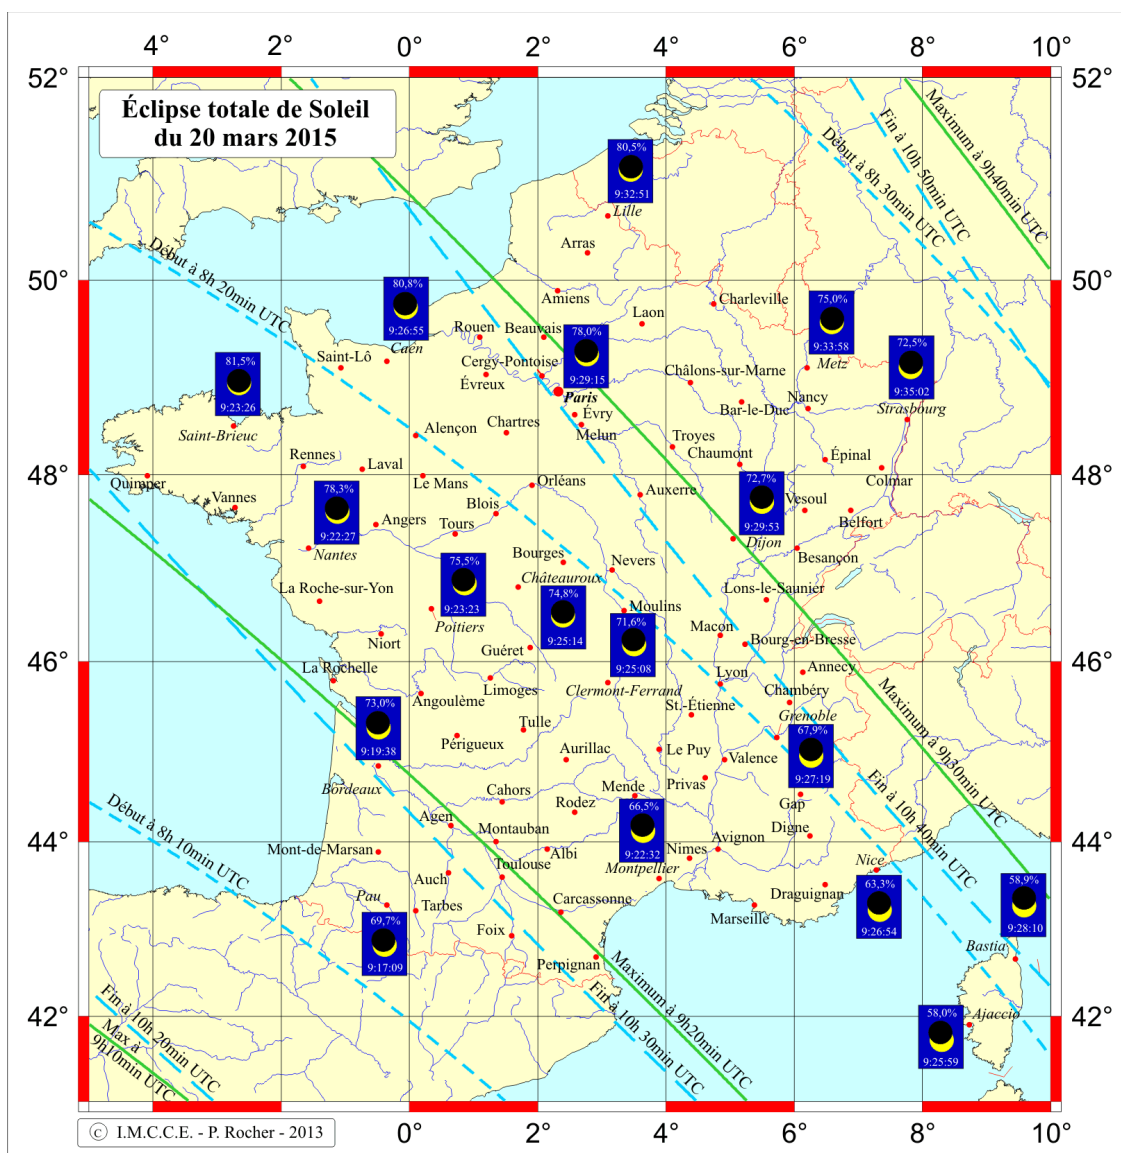 4° 2° 0° 2° 4° 6° 8° 10°
52° 52°
Éclipse totale de Soleil
du 20 mars 2015
Maximum à 9h40min UTC
Fin à 10h 50min UTC
Début à 8h 30min UTC
80,5%
9:32:51
Lille
Arras
Début à 8h 20min UTC
50° 50°
80,8%
9:26:55
Caen
Amiens
Charleville
Laon
75,0%
9:33:58
Metz
Rouen
Beauvais
78,0%
9:29:15
Paris
72,5%
9:35:02
Strasbourg
81,5%
9:23:26
Saint-Brieuc
Saint-Lô
Cergy-Pontoise
Évreux
Châlons-sur-Marne
Nancy
Bar-le-Duc
Évry
Melun
Chartres
Alençon
Troyes
Chaumont
Épinal
Colmar
Rennes
Laval
48° 48°
Quimper
Le Mans
Orléans
Auxerre
Vannes
78,3%
9:22:27
Nantes
Angers
Blois
Tours
72,7%
9:29:53
Dijon
Vesoul
Belfort
Besançon
Bourges
Nevers
Châteauroux
75,5%
9:23:23
Poitiers
74,8%
9:25:14
La Roche-sur-Yon
Lons-le-Saunier
Moulins
71,6%
9:25:08
Clermont-Ferrand
Macon
Bourg-en-Bresse
Niort
Guéret
46° 46°
La Rochelle
Annecy
Lyon
Chambéry
Limoges
Angoulême
St.-Étienne
Grenoble
67,9%
9:27:19
Maximum à 9h30min UTC
73,0%
9:19:38
Bordeaux
Tulle
Périgueux
Aurillac
Le Puy
Valence
Privas
Mende
Fin à 10h 40min UTC
Cahors
Rodez
66,5%
9:22:32
Montpellier
Gap
Digne
Début à 8h 10min UTC
Agen
Montauban
44° 44°
Mont-de-Marsan
Albi
Nimes
Avignon
Toulouse
Nice
63,3%
9:26:54
Auch
Draguignan
58,9%
9:28:10
Bastia
Pau
69,7%
9:17:09
Tarbes
Carcassonne
Marseille
Foix
Perpignan
Maximum à 9h20min UTC
Fin à 10h 30min UTC
Fin à 10h 20min UTC
Max à
9h10min UTC
42° 42°
58,0%
9:25:59
Ajaccio
© I.M.C.C.E. - P. Rocher - 2013
0° 2° 4° 6° 8° 10°